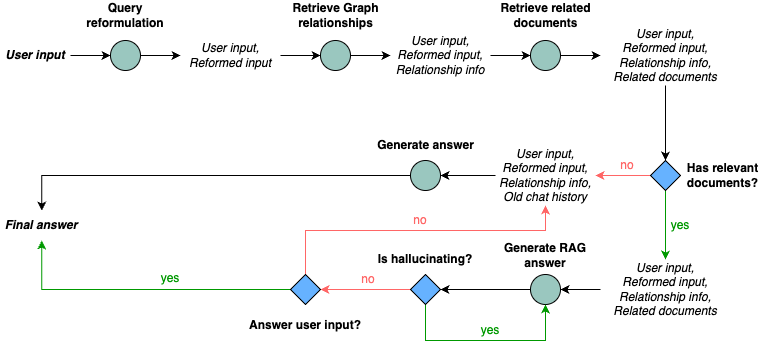 Query
reformulation
Retrieve Graph
relationships
Retrieve related
documents
User input
User input,
Reformed input
User input,
Reformed input,
Relationship info
User input,
Reformed input,
Relationship info,
Related documents
Generate answer
User input,
Reformed input,
Relationship info,
Old chat history
no
Has relevant
documents?
Final answer
no
yes
Is hallucinating?
Generate RAG
answer
User input,
Reformed input,
Relationship info,
Related documents
yes
no
Answer user input?
yes